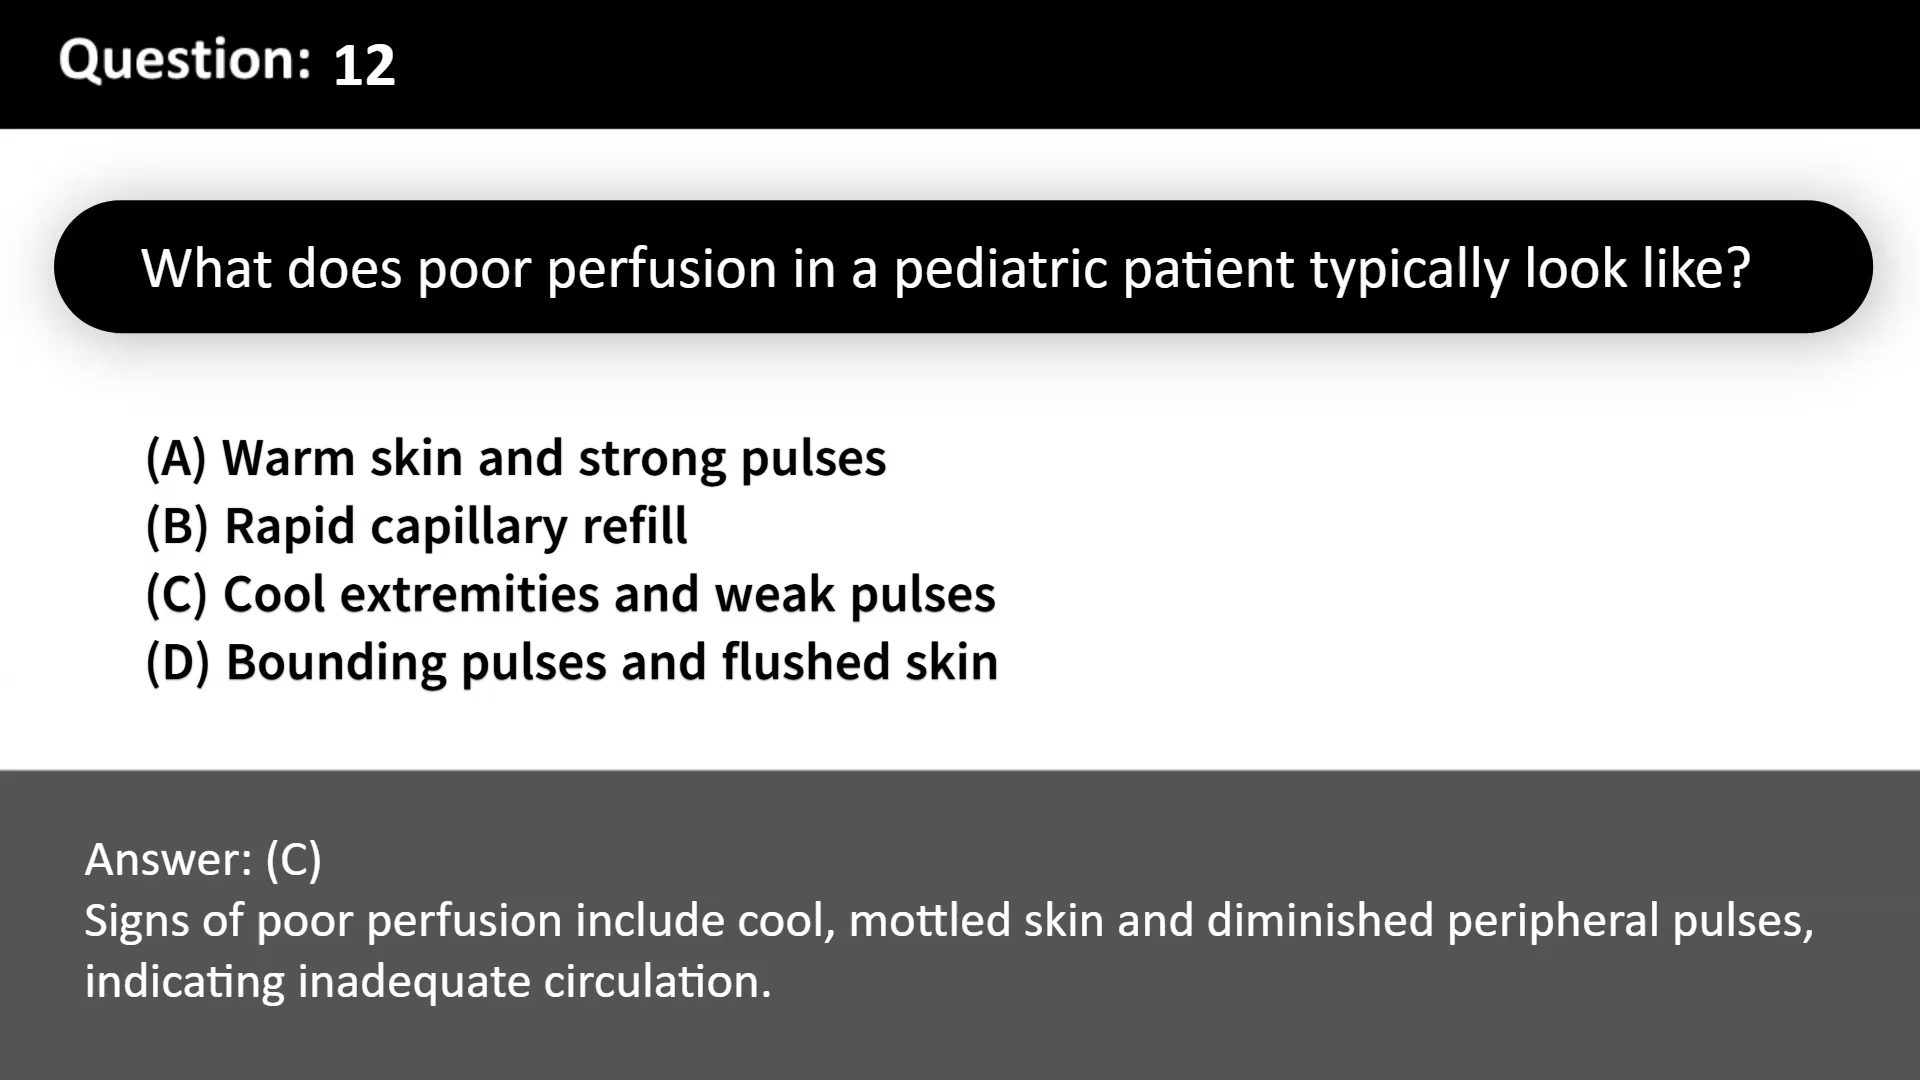 Question: 12
What does poor perfusion in a pediatric patient typically look like?
(A) Warm skin and strong pulses
(B) Rapid capillary refill
(C) Cool extremities and weak pulses
(D) Bounding pulses and flushed skin
Answer: (C)
Signs of poor perfusion include cool, mottled skin and diminished peripheral pulses,
indicating inadequate circulation.